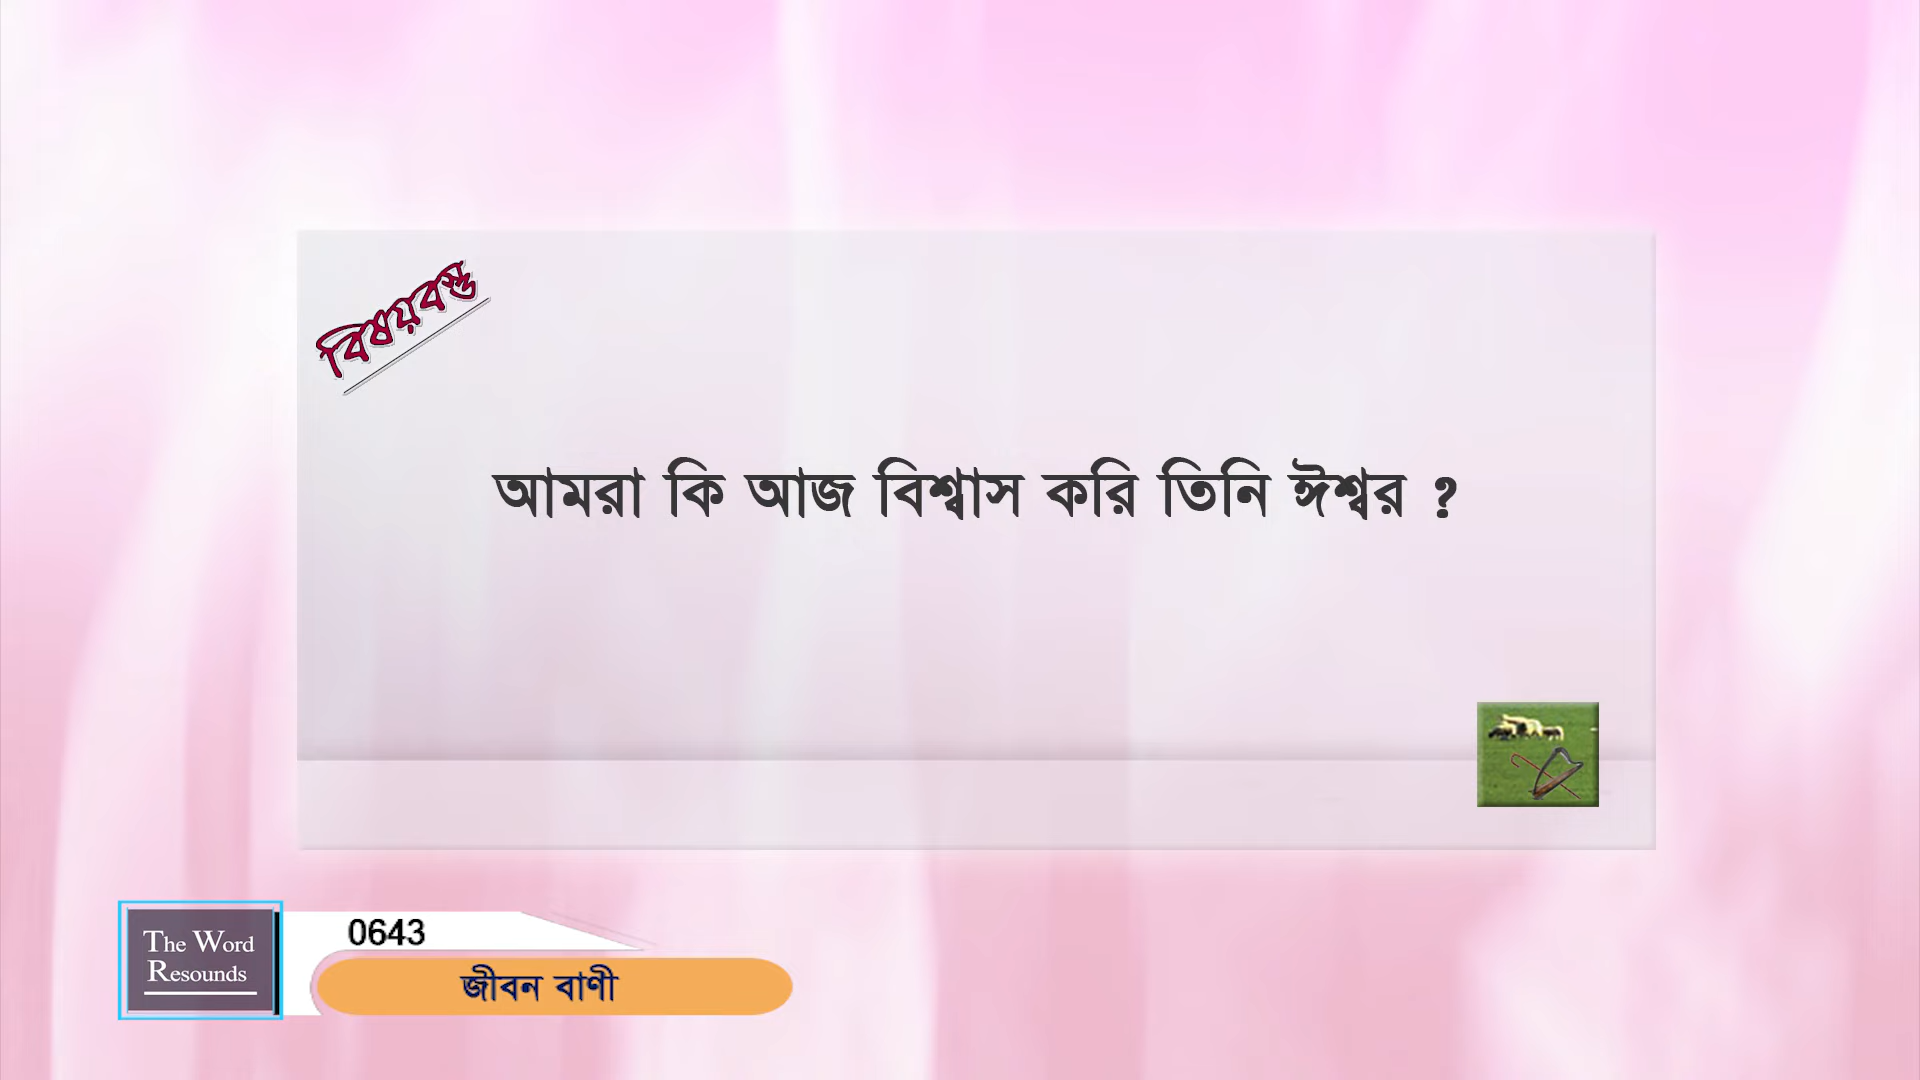 বিষয়বস্তু
আমরা কি আজ বিশ্বাস করি তিনি ঈশ্বর ?
The Word
Resounds
0643
জীবন বাণী